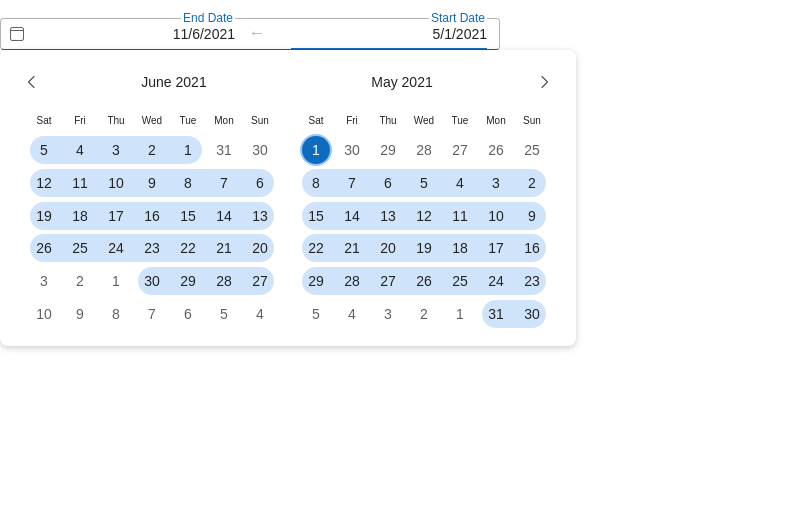 End Date Start Date
11/6/2021 ← 5/1/2021
June 2021 May 2021
Sat Fri Thu Wed Tue Mon Sun Sat Fri Thu Wed Tue Mon Sun
5 4 3 2 1 31 30 1 30 29 28 27 26 25
12 11 10 9 8 7 6 8 7 6 5 4 3 2
19 18 17 16 15 14 13 15 14 13 12 11 10 9
26 25 24 23 22 21 20 22 21 20 19 18 17 16
3 2 1 30 29 28 27 29 28 27 26 25 24 23
10 9 8 7 6 5 4 5 4 3 2 1 31 30